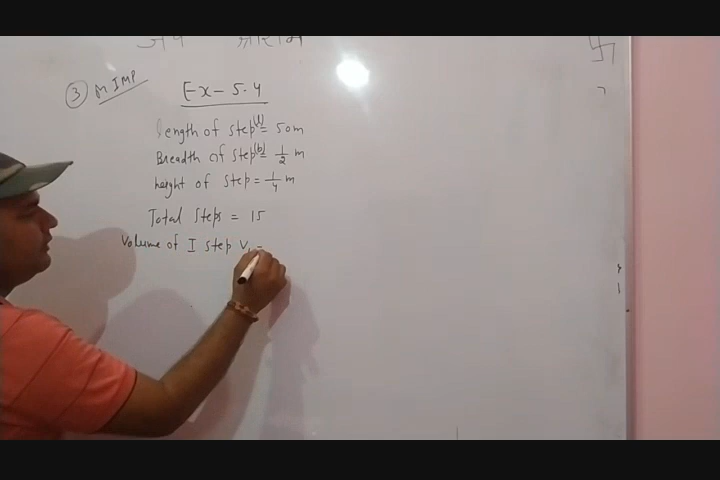 ③ M IMP
Ex-5.4
length of step (l) = 50m
Breadth of step (b) = 1/2 m
height of step = 1/4 m
Total steps = 15
Volume of I step V₁ =